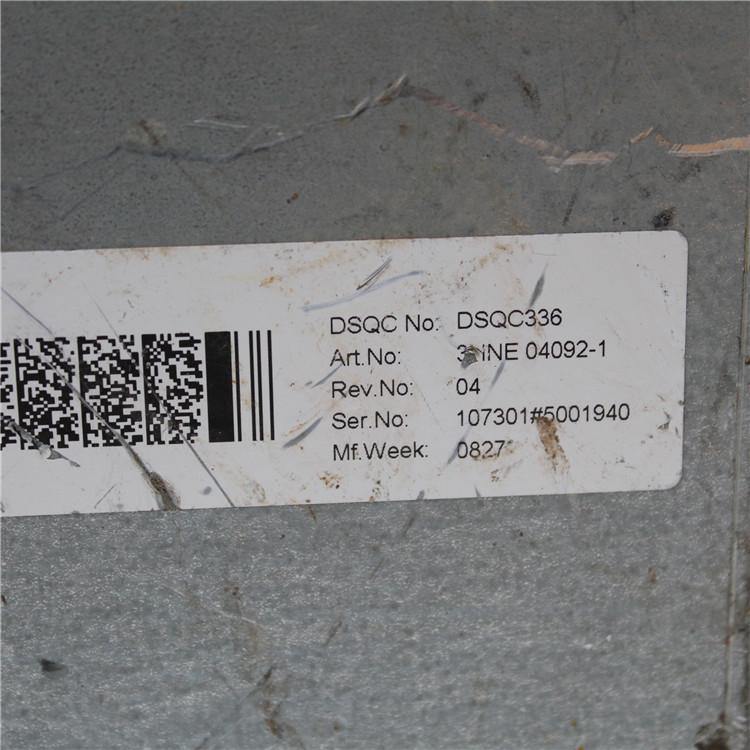 DSQC No: DSQC336
Art.No: 04092-1
Rev.No: 04
Ser.No: 107301#5001940
Mf.Week: 0827